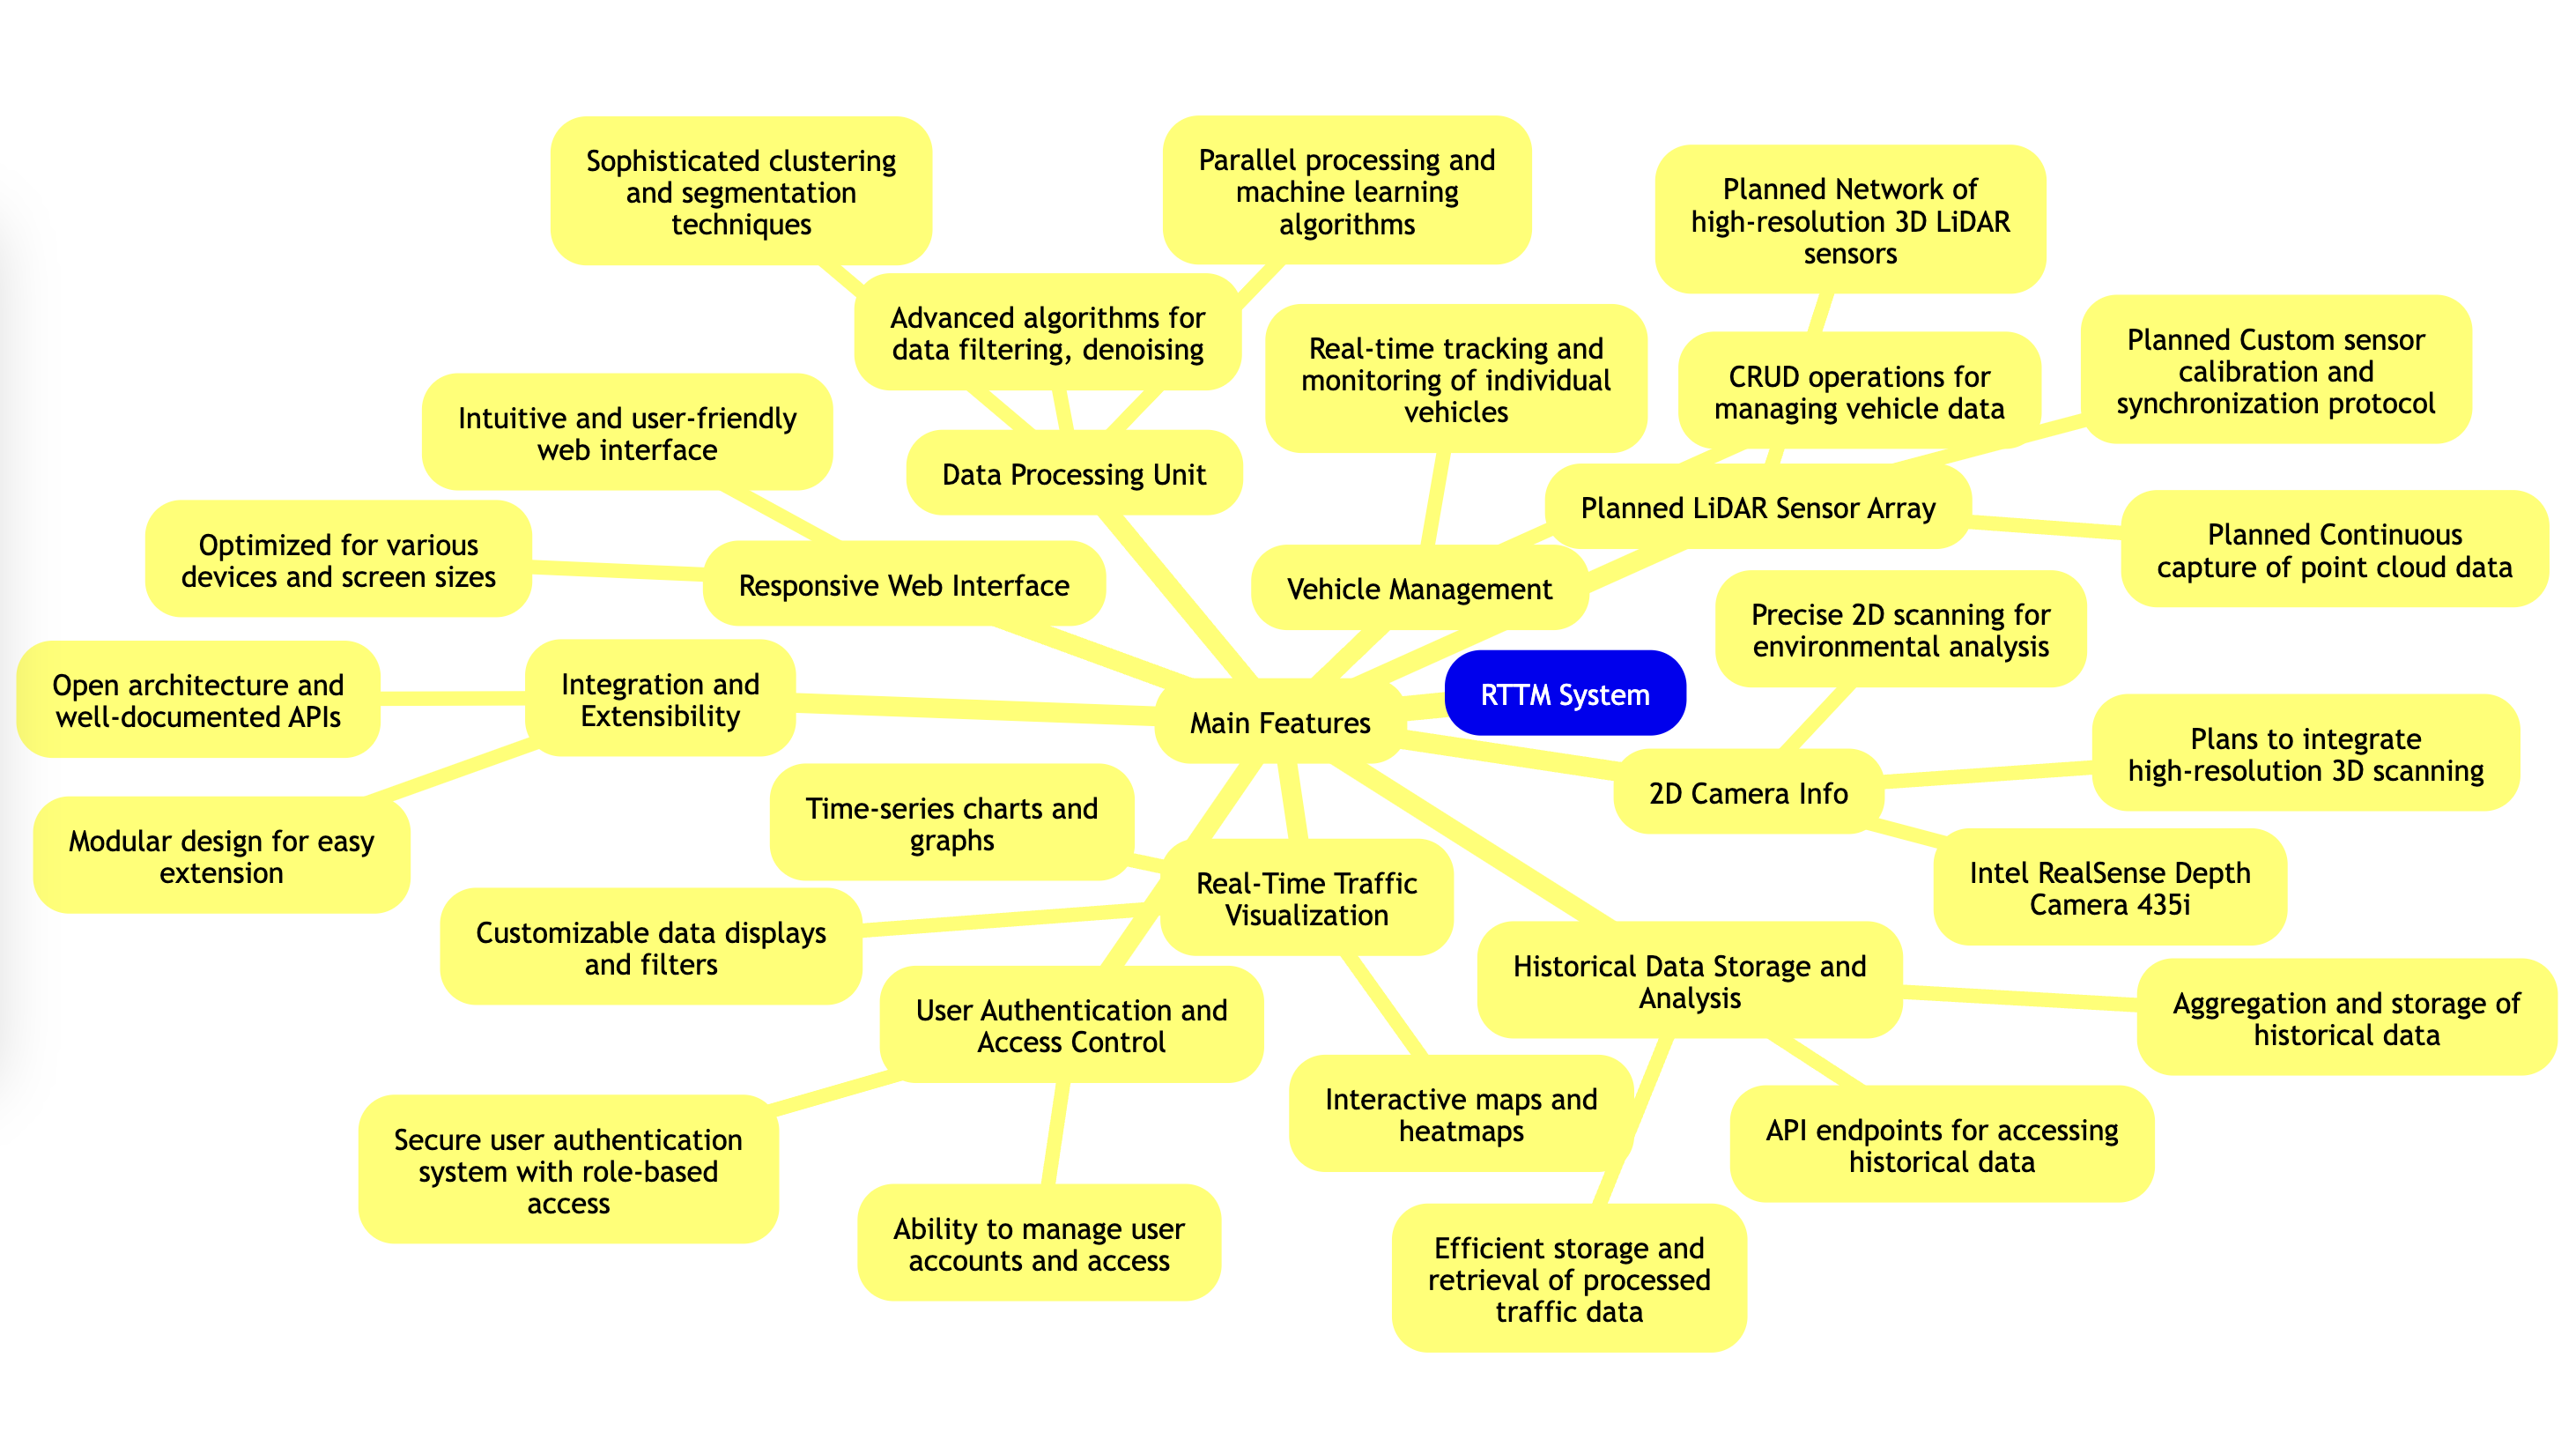 Sophisticated clustering
and segmentation
techniques
Parallel processing and
machine learning
algorithms
Planned Network of
high-resolution 3D LiDAR
sensors
Advanced algorithms for
data filtering, denoising
Real-time tracking and
monitoring of individual
vehicles
CRUD operations for
managing vehicle data
Planned Custom sensor
calibration and
synchronization protocol
Intuitive and user-friendly
web interface
Data Processing Unit
Planned LiDAR Sensor Array
Optimized for various
devices and screen sizes
Planned Continuous
capture of point cloud data
Responsive Web Interface
Vehicle Management
Precise 2D scanning for
environmental analysis
Open architecture and
well-documented APIs
Integration and
Extensibility
Main Features
RTTM System
Plans to integrate
high-resolution 3D scanning
2D Camera Info
Time-series charts and
graphs
Modular design for easy
extension
Real-Time Traffic
Visualization
Intel RealSense Depth
Camera 435i
Customizable data displays
and filters
Historical Data Storage and
Analysis
User Authentication and
Access Control
Aggregation and storage of
historical data
Interactive maps and
heatmaps
API endpoints for accessing
historical data
Secure user authentication
system with role-based
access
Ability to manage user
accounts and access
Efficient storage and
retrieval of processed
traffic data